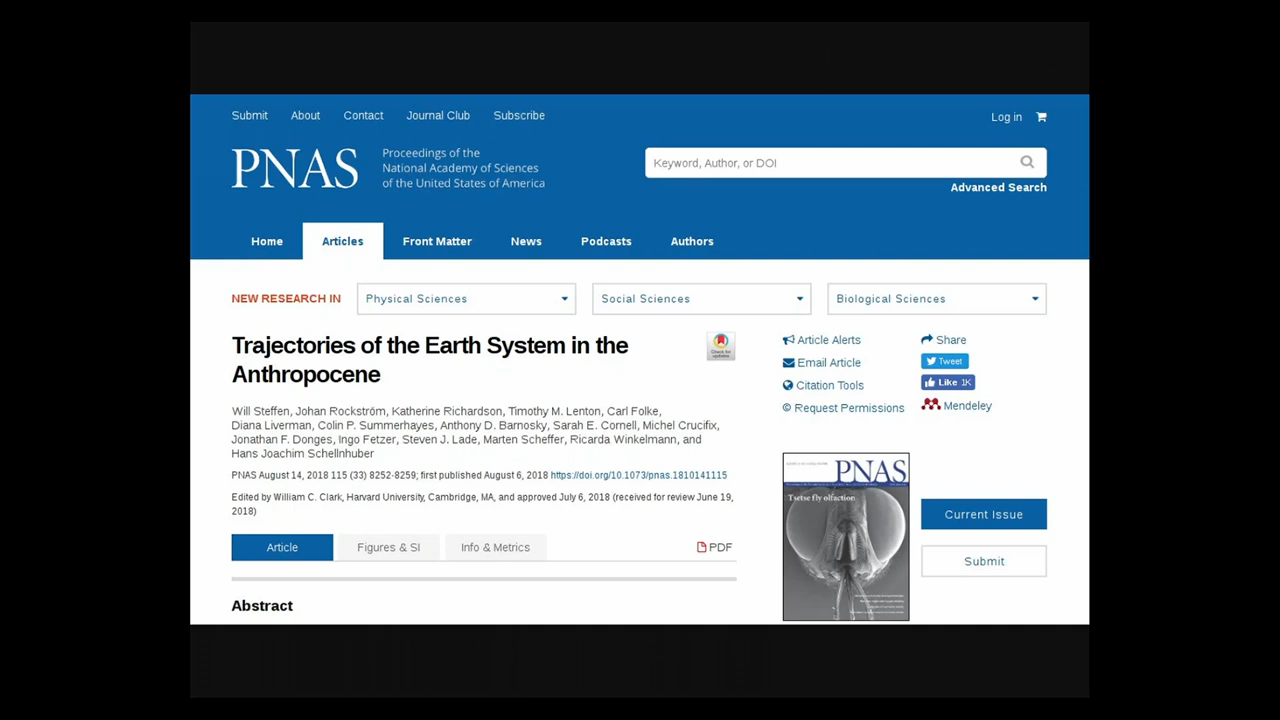 Submit About Contact Journal Club Subscribe
Log in
PNAS
Proceedings of the
National Academy of Sciences
of the United States of America
Keyword, Author, or DOI
Advanced Search
Home Articles Front Matter News Podcasts Authors
NEW RESEARCH IN Physical Sciences Social Sciences Biological Sciences
Trajectories of the Earth System in the
Anthropocene
Check for
updates
Will Steffen, Johan Rockström, Katherine Richardson, Timothy M. Lenton, Carl Folke,
Diana Liverman, Colin P. Summerhayes, Anthony D. Barnosky, Sarah E. Cornell, Michel Crucifix,
Jonathan F. Donges, Ingo Fetzer, Steven J. Lade, Marten Scheffer, Ricarda Winkelmann, and
Hans Joachim Schellnhuber
PNAS August 14, 2018 115 (33) 8252-8259; first published August 6, 2018 https://doi.org/10.1073/pnas.1810141115
Edited by William C. Clark, Harvard University, Cambridge, MA, and approved July 6, 2018 (received for review June 19,
2018)
Article Figures & SI Info & Metrics PDF
Abstract
Article Alerts
Email Article
Citation Tools
© Request Permissions
Share
Tweet
Like 1K
Mendeley
PNAS
Tsetse fly olfaction
Current Issue
Submit